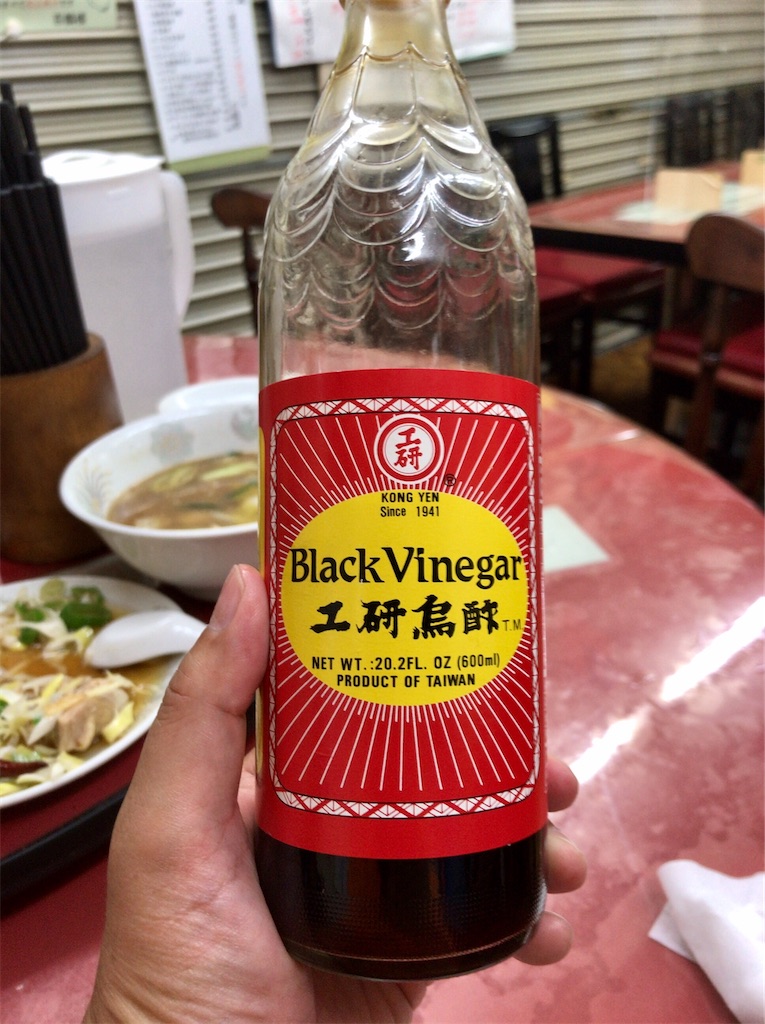 工研
®
KONG YEN
Since 1941
Black Vinegar
工研烏酢 T.M.
NET WT.:20.2FL. OZ (600ml)
PRODUCT OF TAIWAN